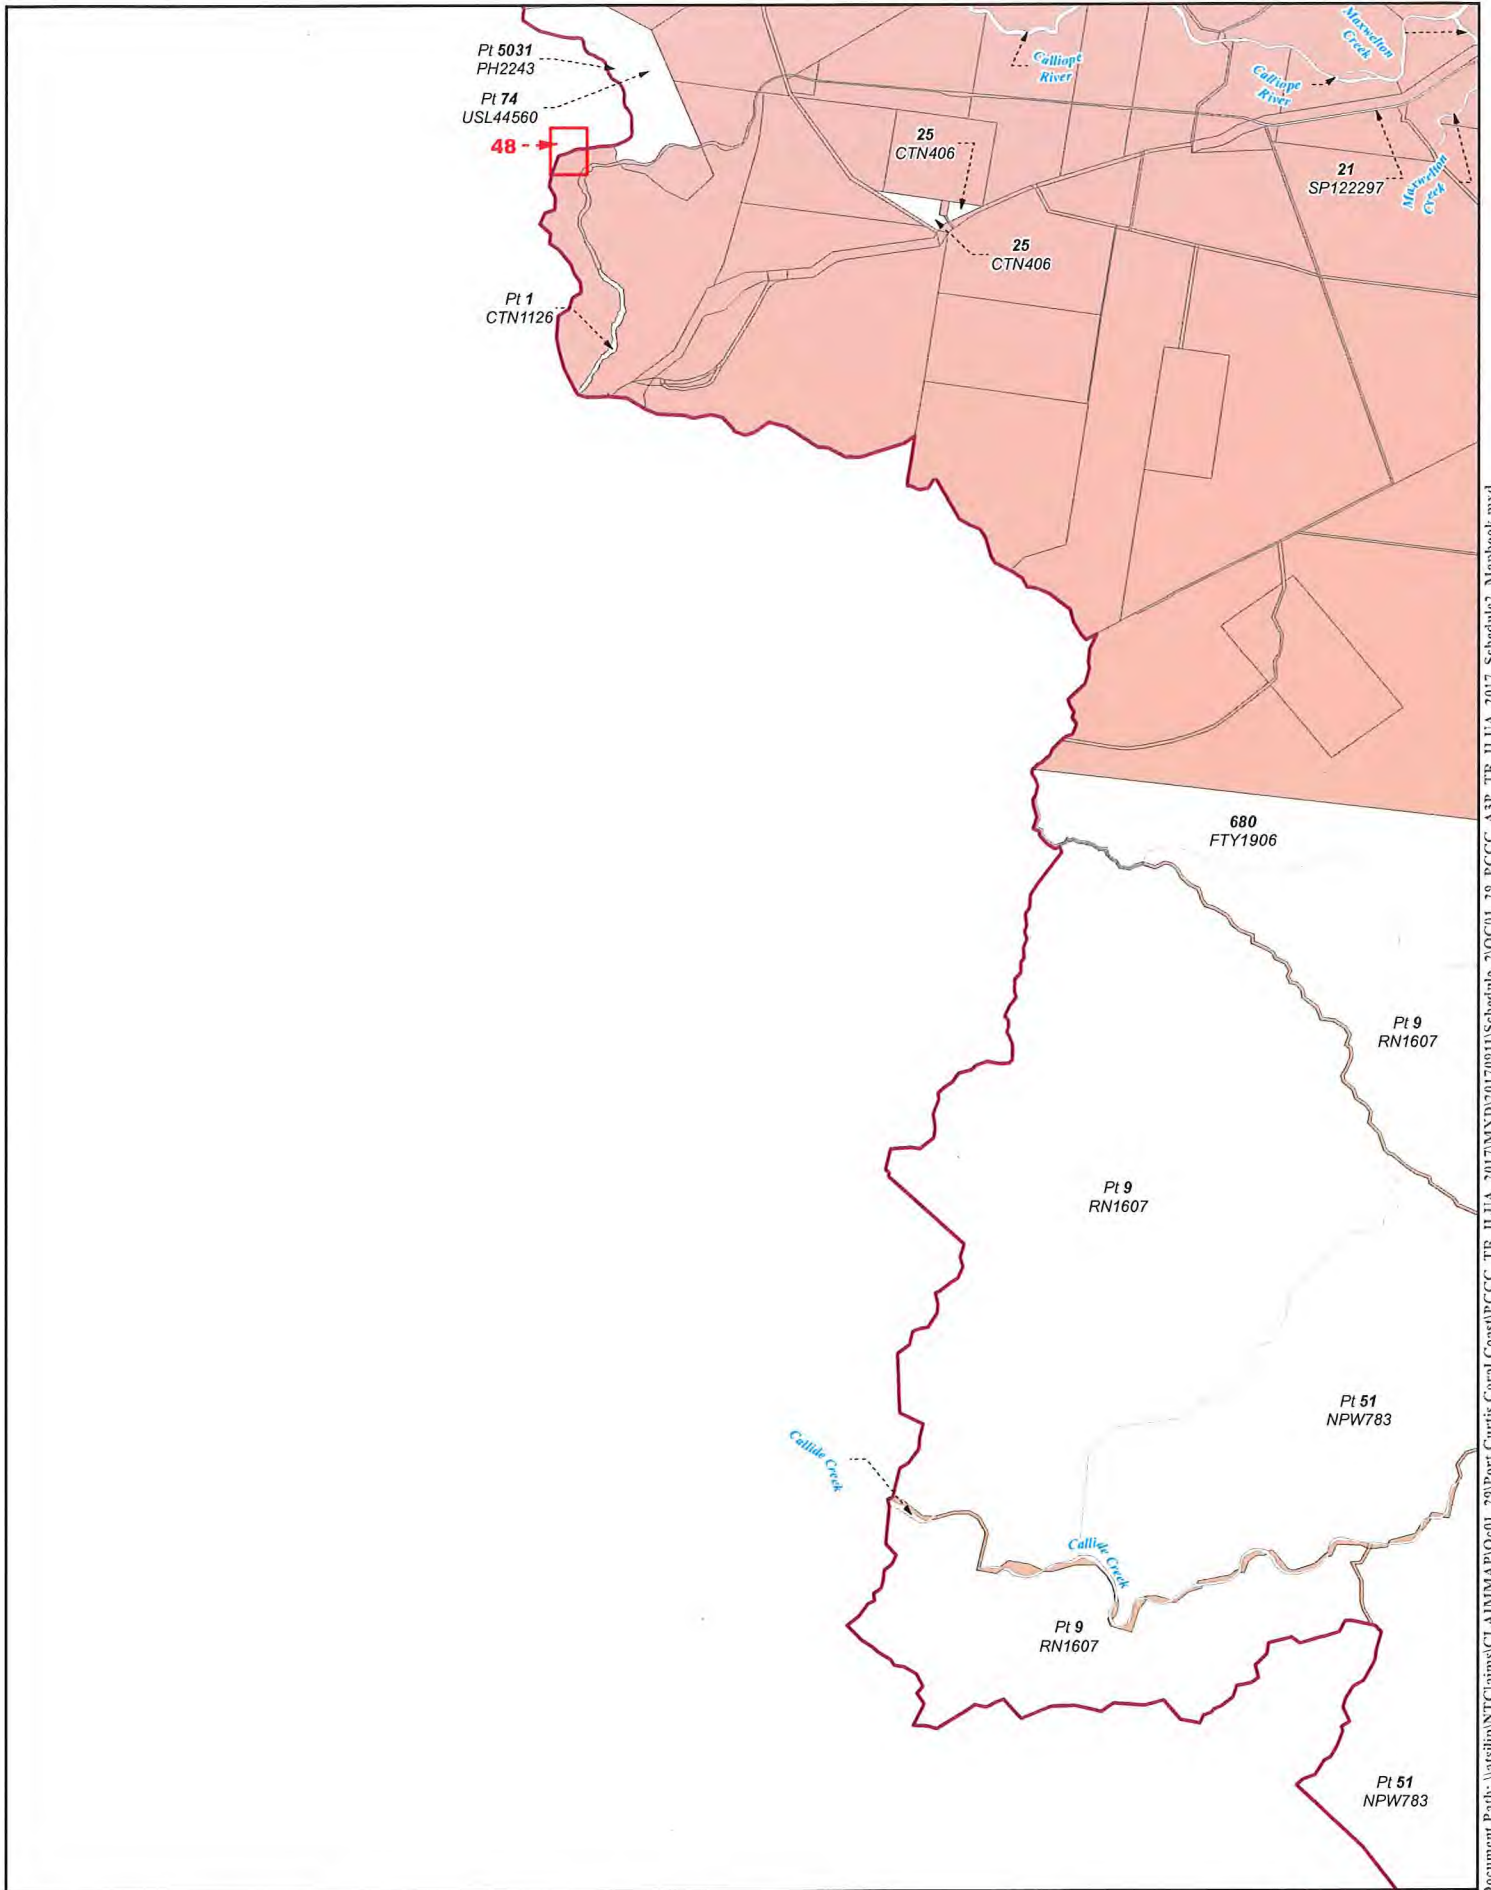 Pt 5031
PH2243
Pt 74
USL44560
48
Calliope
River
Maxwelton
Creek
Calliope
River
25
CTN406
21
SP122297
Maxwelton
Creek
25
CTN406
Pt 1
CTN1126
680
FTY1906
Pt 9
RN1607
Pt 9
RN1607
Pt 51
NPW783
Callide Creek
Callide Creek
Pt 9
RN1607
Pt 51
NPW783